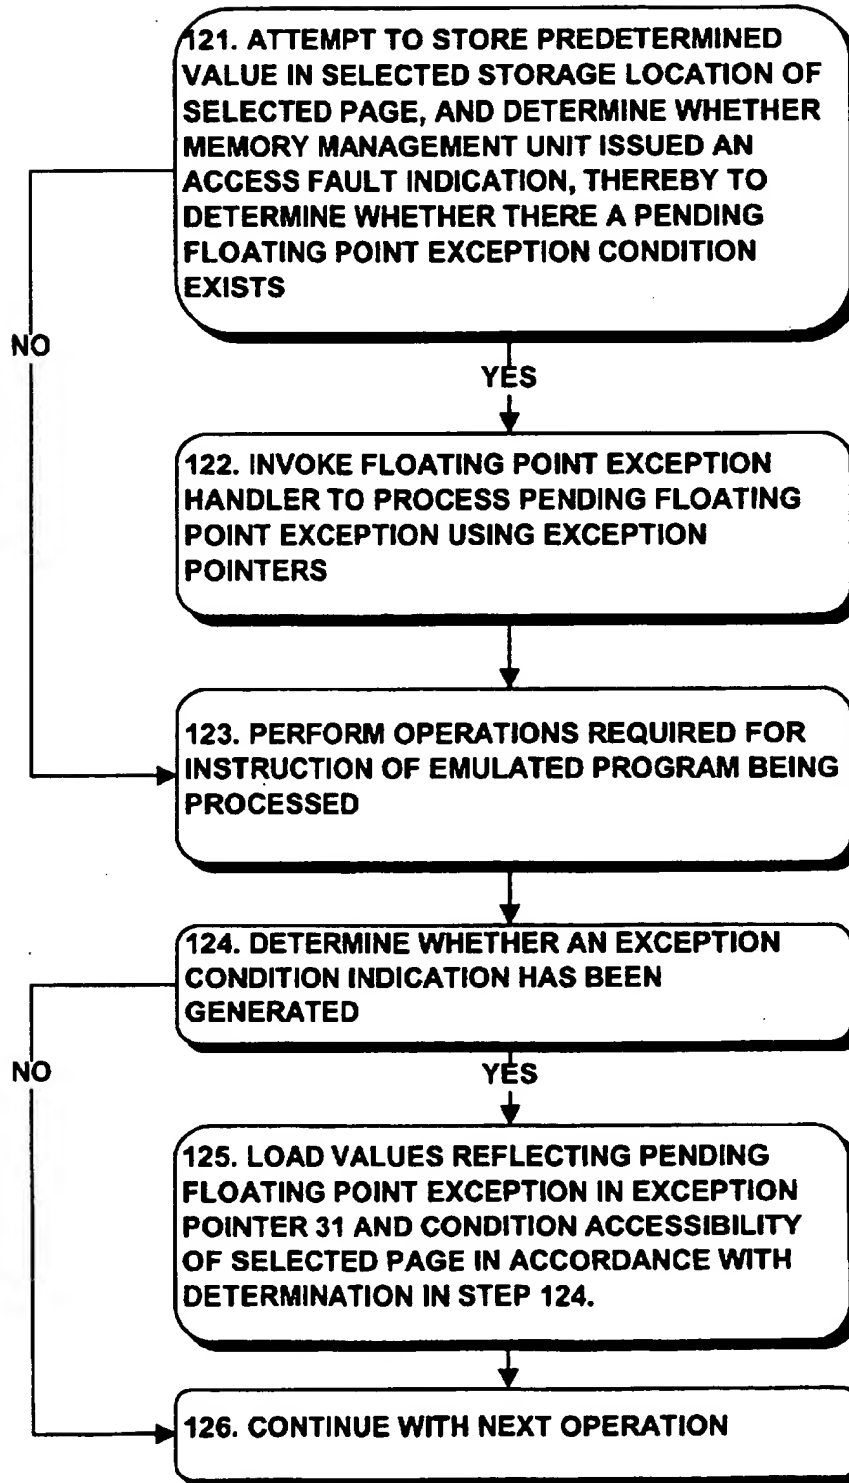 121. ATTEMPT TO STORE PREDETERMINED
VALUE IN SELECTED STORAGE LOCATION OF
SELECTED PAGE, AND DETERMINE WHETHER
MEMORY MANAGEMENT UNIT ISSUED AN
ACCESS FAULT INDICATION, THEREBY TO
DETERMINE WHETHER THERE A PENDING
FLOATING POINT EXCEPTION CONDITION
EXISTS
NO
YES
122. INVOKE FLOATING POINT EXCEPTION
HANDLER TO PROCESS PENDING FLOATING
POINT EXCEPTION USING EXCEPTION
POINTERS
123. PERFORM OPERATIONS REQUIRED FOR
INSTRUCTION OF EMULATED PROGRAM BEING
PROCESSED
124. DETERMINE WHETHER AN EXCEPTION
CONDITION INDICATION HAS BEEN
GENERATED
NO
YES
125. LOAD VALUES REFLECTING PENDING
FLOATING POINT EXCEPTION IN EXCEPTION
POINTER 31 AND CONDITION ACCESSIBILITY
OF SELECTED PAGE IN ACCORDANCE WITH
DETERMINATION IN STEP 124.
126. CONTINUE WITH NEXT OPERATION